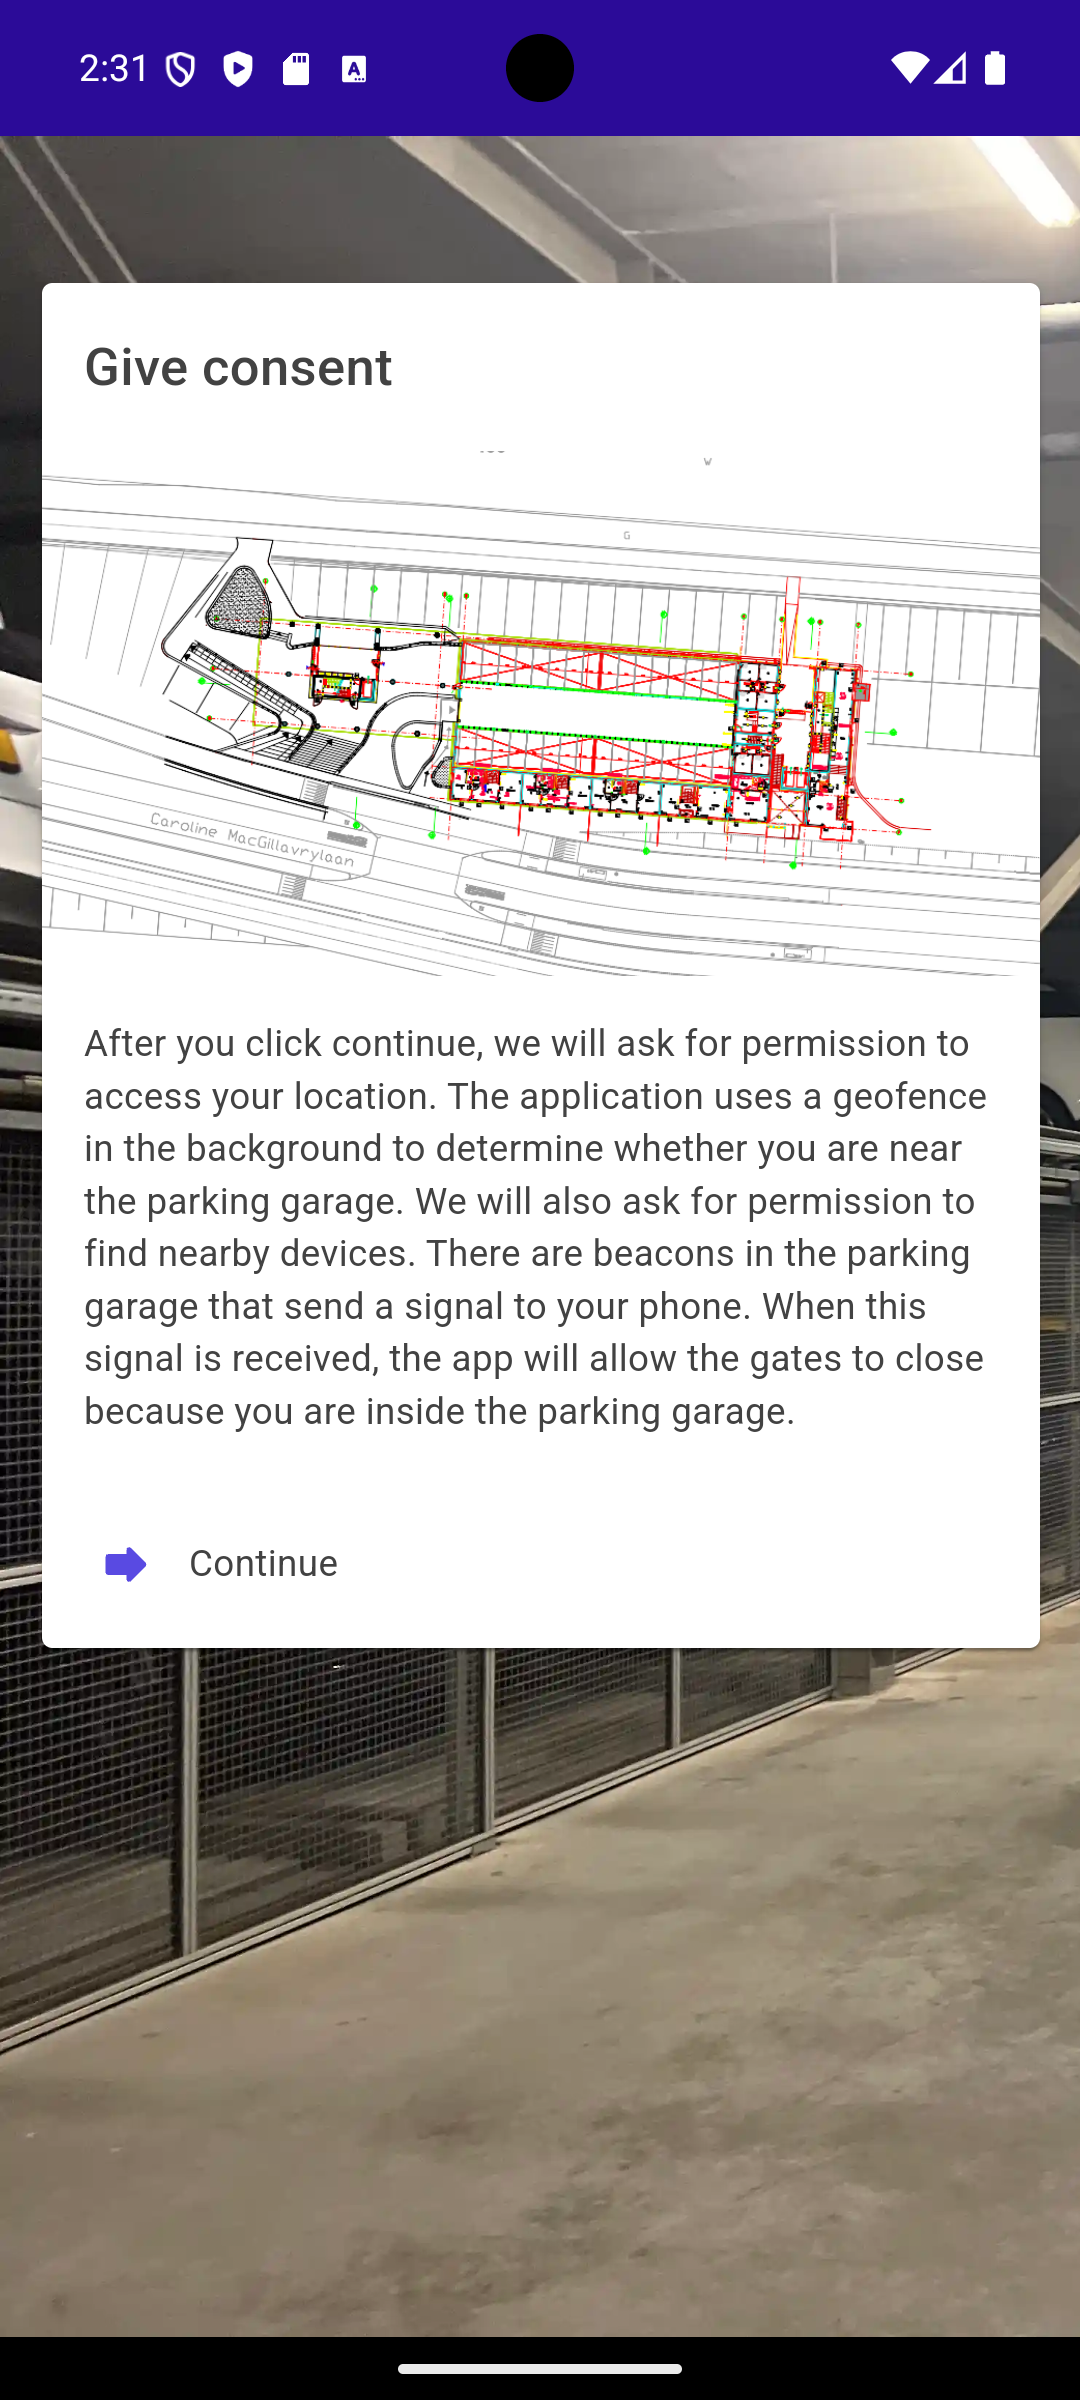 2:31
Give consent
G
Caroline MacGillavrylaan
After you click continue, we will ask for permission to
access your location. The application uses a geofence
in the background to determine whether you are near
the parking garage. We will also ask for permission to
find nearby devices. There are beacons in the parking
garage that send a signal to your phone. When this
signal is received, the app will allow the gates to close
because you are inside the parking garage.
Continue